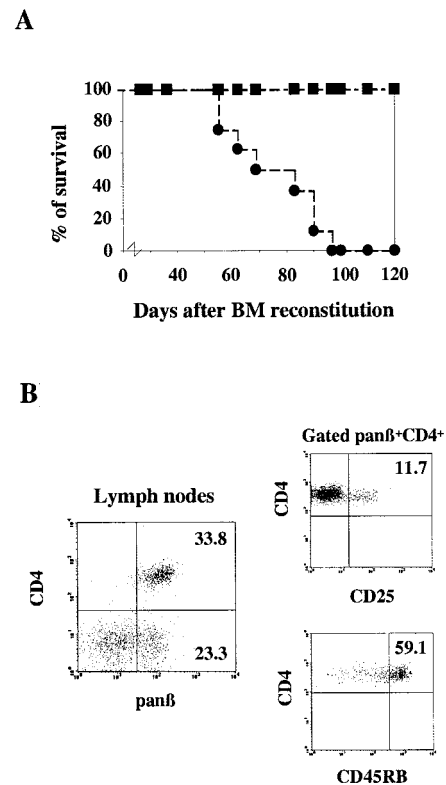 A
% of survival
100
80
60
40
20
0
0 40 60 80 100 120
Days after BM reconstitution
B
Lymph nodes
CD4
33.8
23.3
panß
Gated panß+CD4+
CD4
11.7
CD25
CD4
59.1
CD45RB